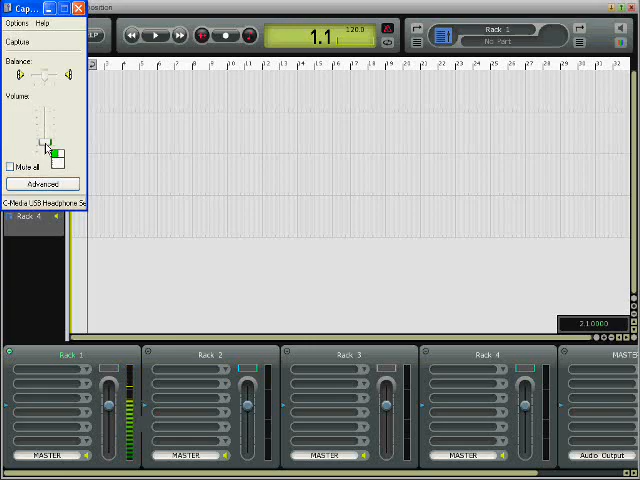 Cap...
position
Options Help
Capture
Balance:
Volume:
Mute all
Advanced
C-Media USB Headphone Se
1.1
120.0
Rack 1
No Part
3 4 5 6 7 8 9 10 11 12 13 14 15 16 17 18 19 20 21 22 23 24 25 26 27 28 29 30 31 32
Rack 4
2.1.0000
Rack 1
Rack 2
Rack 3
Rack 4
MASTE
MASTER
MASTER
MASTER
MASTER
Audio Output